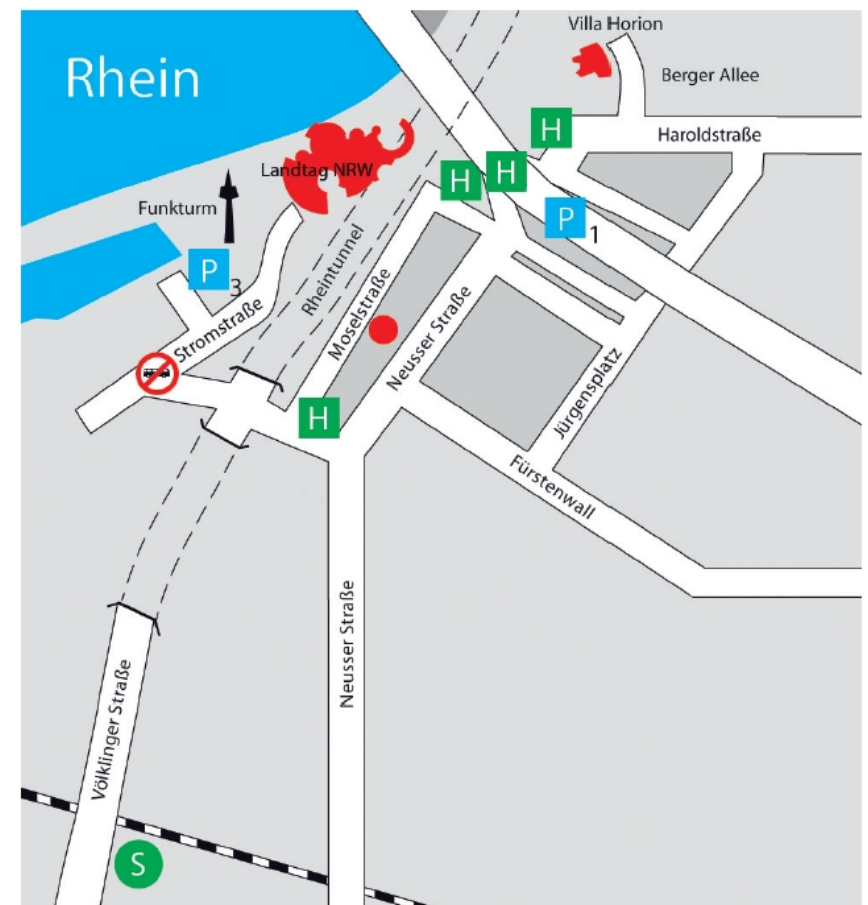 Villa Horion
Rhein
Berger Allee
H
Haroldstraße
Landtag NRW
H
H
Funkturm
P 1
P 3
Rheintunnel
Moselstraße
Stromstraße
Neusser Straße
Jürgensplatz
H
Fürstenwall
Neusser Straße
Völklinger Straße
S